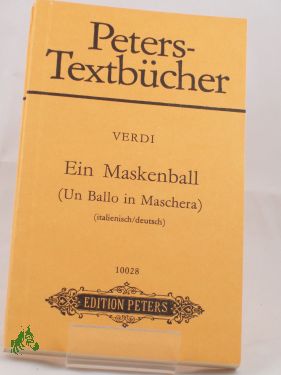 Peters-
Textbücher
VERDI
Ein Maskenball
(Un Ballo in Maschera)
(italienisch/deutsch)
10028
EDITION PETERS